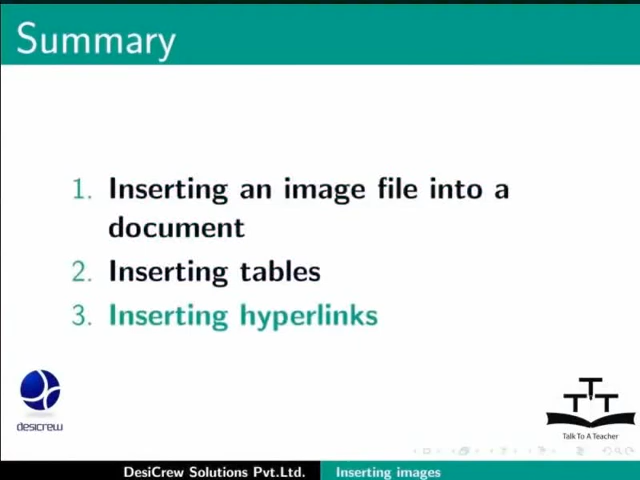 Summary
1. Inserting an image file into a
document
2. Inserting tables
3. Inserting hyperlinks
desicrew
TTT
Talk To A Teacher
DesiCrew Solutions Pvt.Ltd. Inserting images